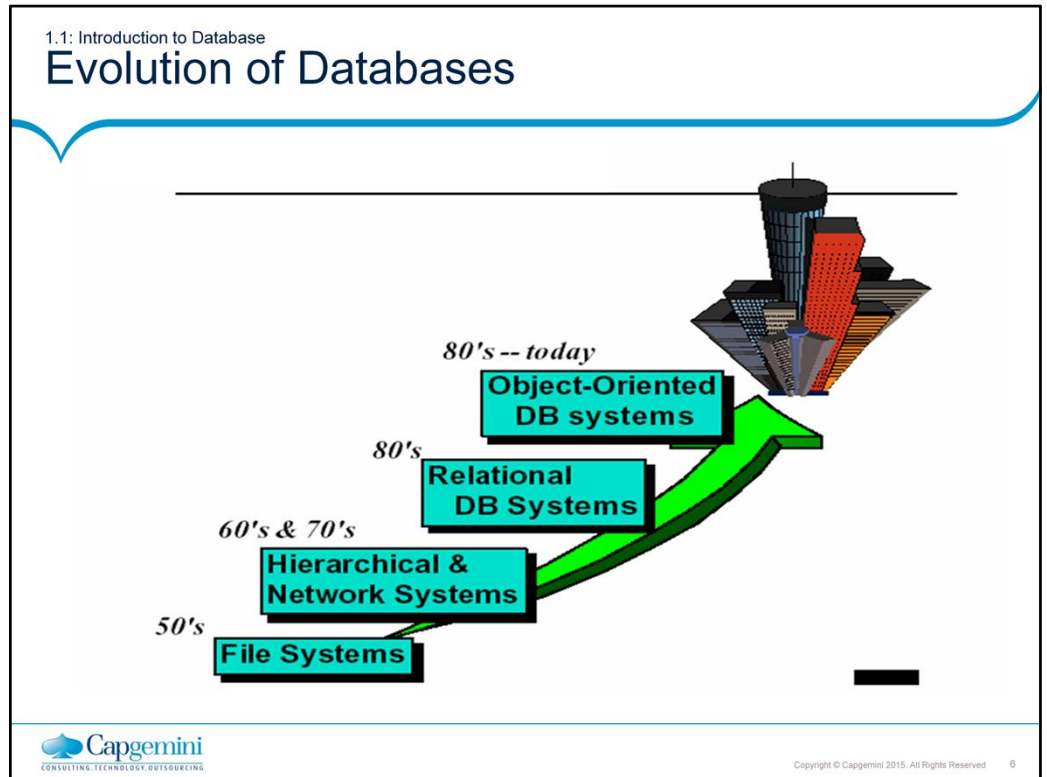 1.1: Introduction to Database
Evolution of Databases
80's -- today
Object-Oriented
DB systems
80's
Relational
DB Systems
60's & 70's
Hierarchical &
Network Systems
50's
File Systems
Capgemini
CONSULTING.TECHNOLOGY.OUTSOURCING
Copyright © Capgemini 2015. All Rights Reserved 6